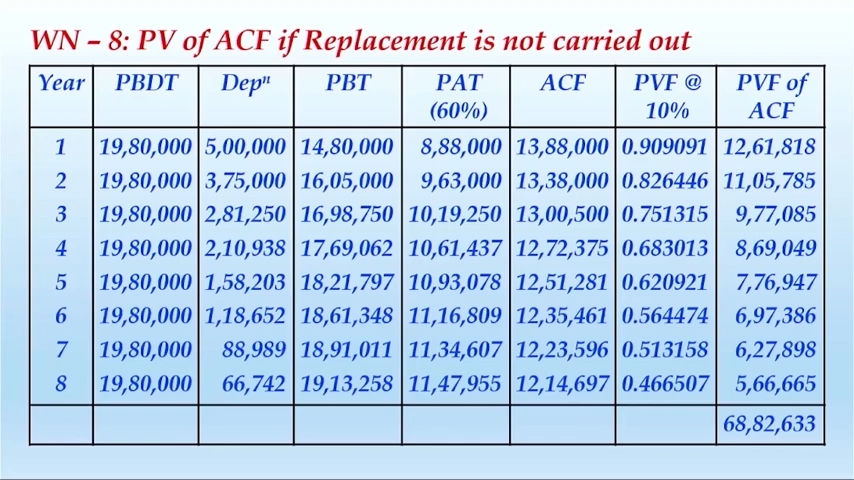 WN – 8: PV of ACF if Replacement is not carried out
Year PBDT Depⁿ PBT PAT (60%) ACF PVF @ 10% PVF of ACF
1 19,80,000 5,00,000 14,80,000 8,88,000 13,88,000 0.909091 12,61,818
2 19,80,000 3,75,000 16,05,000 9,63,000 13,38,000 0.826446 11,05,785
3 19,80,000 2,81,250 16,98,750 10,19,250 13,00,500 0.751315 9,77,085
4 19,80,000 2,10,938 17,69,062 10,61,437 12,72,375 0.683013 8,69,049
5 19,80,000 1,58,203 18,21,797 10,93,078 12,51,281 0.620921 7,76,947
6 19,80,000 1,18,652 18,61,348 11,16,809 12,35,461 0.564474 6,97,386
7 19,80,000 88,989 18,91,011 11,34,607 12,23,596 0.513158 6,27,898
8 19,80,000 66,742 19,13,258 11,47,955 12,14,697 0.466507 5,66,665
68,82,633